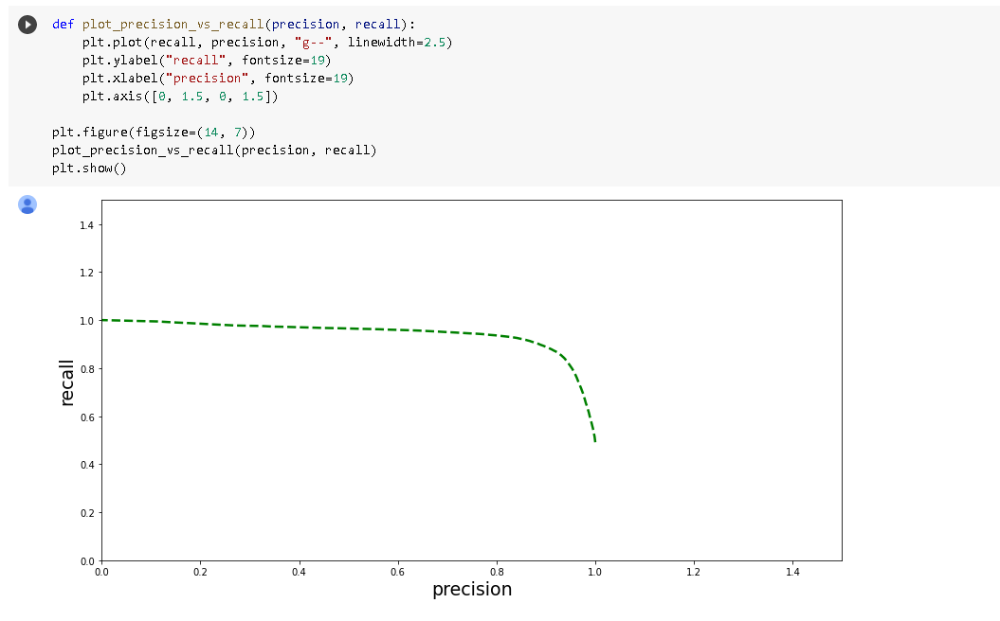 def plot_precision_vs_recall(precision, recall):
    plt.plot(recall, precision, "g--", linewidth=2.5)
    plt.ylabel("recall", fontsize=19)
    plt.xlabel("precision", fontsize=19)
    plt.axis([0, 1.5, 0, 1.5])
plt.figure(figsize=(14, 7))
plot_precision_vs_recall(precision, recall)
plt.show()
1.4
1.2
1.0
0.8
0.6
0.4
0.2
0.0
recall
0.0 0.2 0.4 0.6 0.8 1.0 1.2 1.4
precision